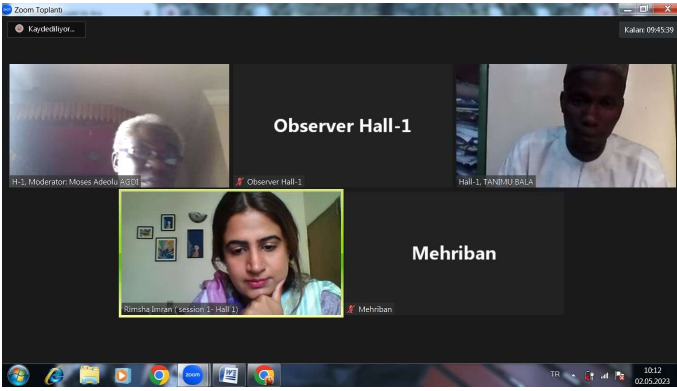 Zoom Toplantı
Kaydediliyor...
Kalan: 09:45:39
H-1, Moderator: Moses Adeolu AGOI
Observer Hall-1
Observer Hall-1
Hall-1, TANIMU BALA
Rimsha Imran ( session 1- Hall 1)
Mehriban
Mehriban
zoom
TR
10:12
02.05.2023